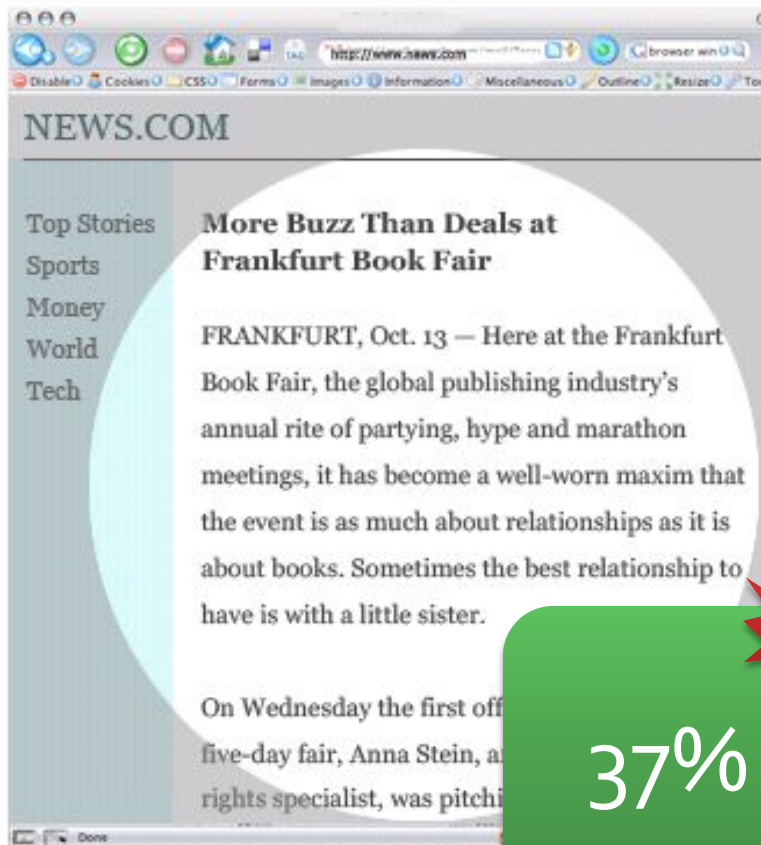 http://www.news.com
browser win
Disable
Cookies
CSS
Forms
Images
Information
Miscellaneous
Outline
Resize
NEWS.COM
Top Stories
Sports
Money
World
Tech
More Buzz Than Deals at
Frankfurt Book Fair
FRANKFURT, Oct. 13 — Here at the Frankfurt
Book Fair, the global publishing industry’s
annual rite of partying, hype and marathon
meetings, it has become a well-worn maxim that
the event is as much about relationships as it is
about books. Sometimes the best relationship to
have is with a little sister.
On Wednesday the first off
five-day fair, Anna Stein,
rights specialist, was pitchi
37%
Done